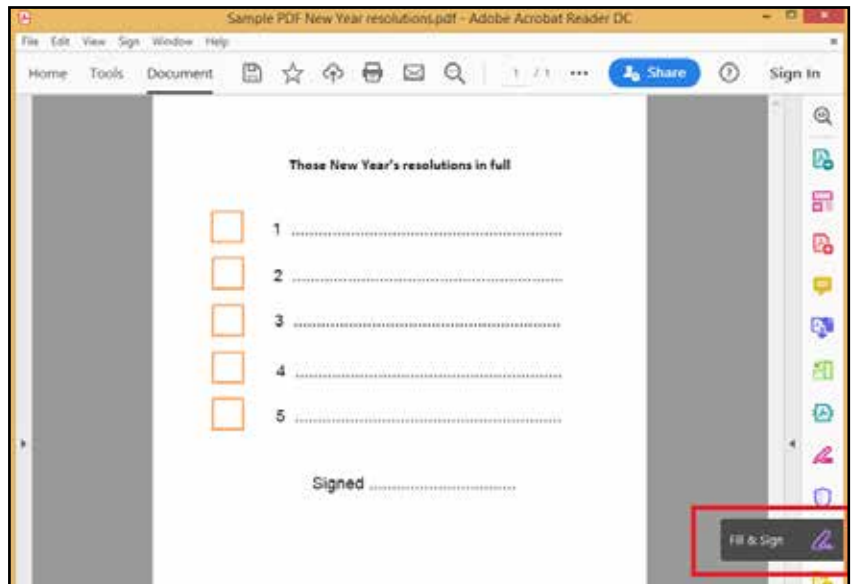 Sample PDF New Year resolutions.pdf - Adobe Acrobat Reader DC
File Edit View Sign Window Help
Home Tools Document 1 / 1 ••• Share ? Sign In
Those New Year's resolutions in full
1 ........................................................
2 ........................................................
3 ........................................................
4 ........................................................
5 ........................................................
Signed ..............................
Fill & Sign